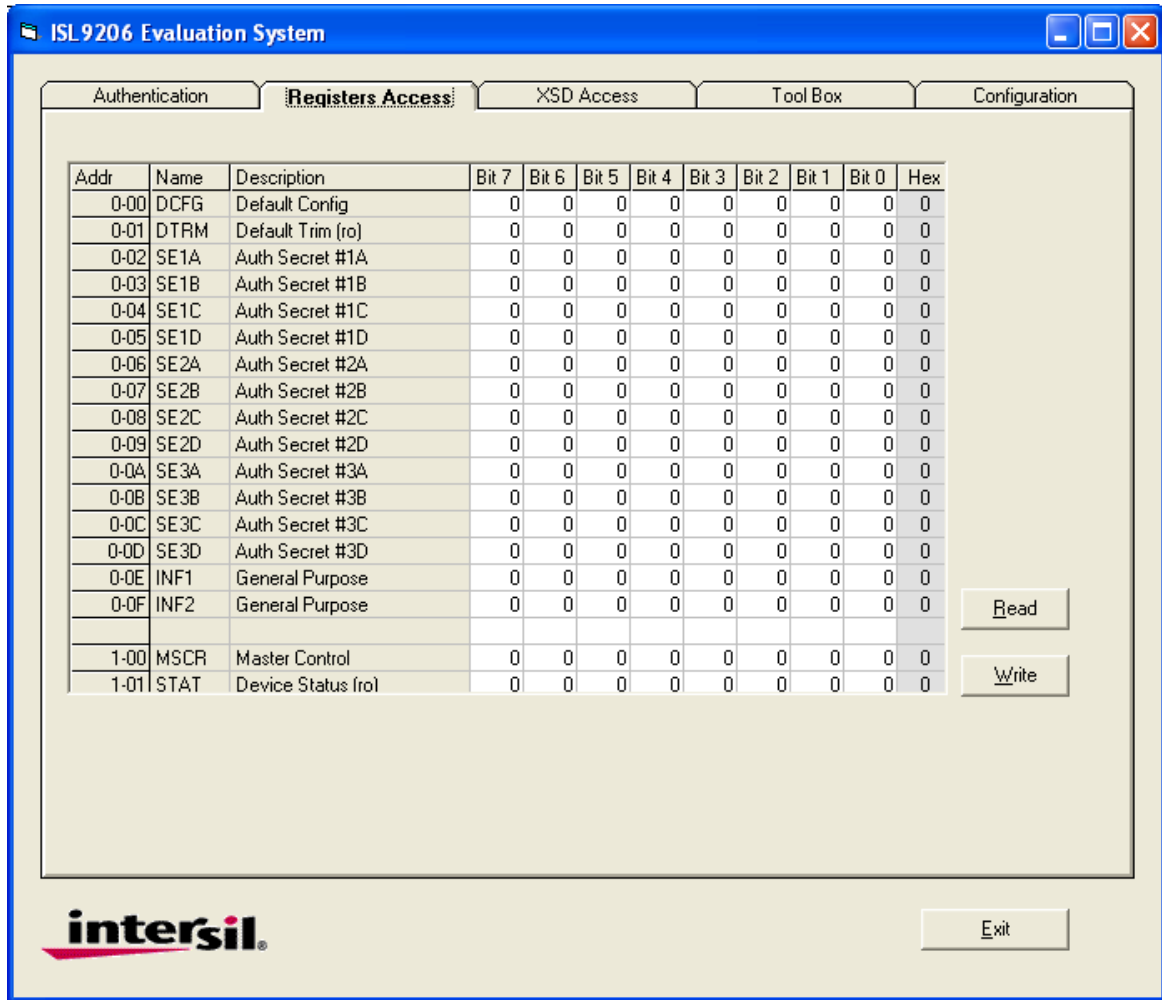 ISL9206 Evaluation System
Authentication Registers Access XSD Access Tool Box Configuration
Addr Name Description Bit 7 Bit 6 Bit 5 Bit 4 Bit 3 Bit 2 Bit 1 Bit 0 Hex
0-00 DCFG Default Config 0 0 0 0 0 0 0 0 0
0-01 DTRM Default Trim (ro) 0 0 0 0 0 0 0 0 0
0-02 SE1A Auth Secret #1A 0 0 0 0 0 0 0 0 0
0-03 SE1B Auth Secret #1B 0 0 0 0 0 0 0 0 0
0-04 SE1C Auth Secret #1C 0 0 0 0 0 0 0 0 0
0-05 SE1D Auth Secret #1D 0 0 0 0 0 0 0 0 0
0-06 SE2A Auth Secret #2A 0 0 0 0 0 0 0 0 0
0-07 SE2B Auth Secret #2B 0 0 0 0 0 0 0 0 0
0-08 SE2C Auth Secret #2C 0 0 0 0 0 0 0 0 0
0-09 SE2D Auth Secret #2D 0 0 0 0 0 0 0 0 0
0-0A SE3A Auth Secret #3A 0 0 0 0 0 0 0 0 0
0-0B SE3B Auth Secret #3B 0 0 0 0 0 0 0 0 0
0-0C SE3C Auth Secret #3C 0 0 0 0 0 0 0 0 0
0-0D SE3D Auth Secret #3D 0 0 0 0 0 0 0 0 0
0-0E INF1 General Purpose 0 0 0 0 0 0 0 0 0
0-0F INF2 General Purpose 0 0 0 0 0 0 0 0 0
Read
1-00 MSCR Master Control 0 0 0 0 0 0 0 0 0
1-01 STAT Device Status (ro) 0 0 0 0 0 0 0 0 0
Write
intersil®
Exit